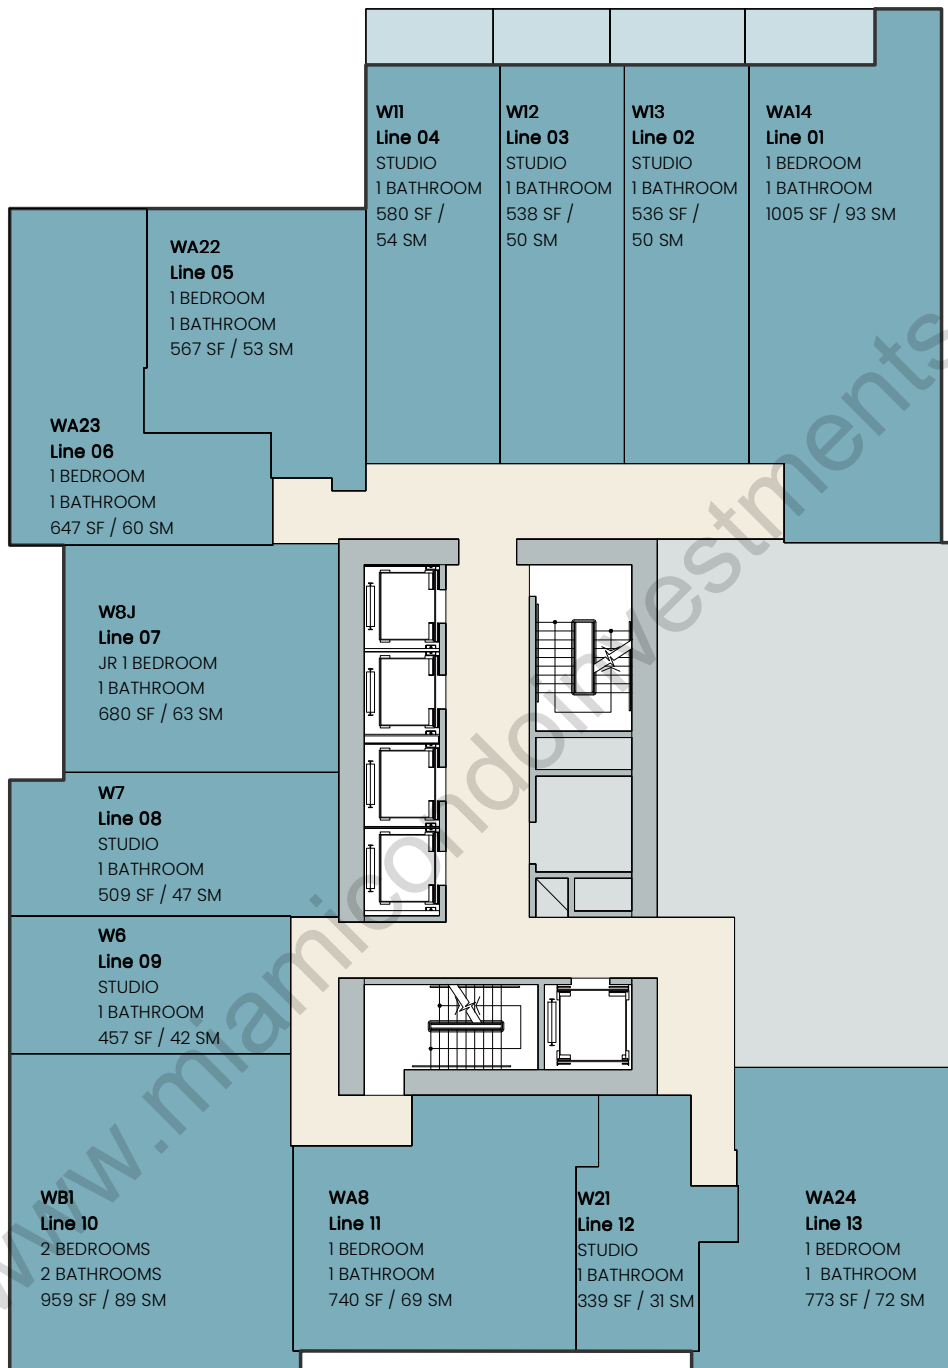 W11
Line 04
STUDIO
1 BATHROOM
580 SF /
54 SM
W12
Line 03
STUDIO
1 BATHROOM
538 SF /
50 SM
W13
Line 02
STUDIO
1 BATHROOM
536 SF /
50 SM
WA14
Line 01
1 BEDROOM
1 BATHROOM
1005 SF / 93 SM
WA22
Line 05
1 BEDROOM
1 BATHROOM
567 SF / 53 SM
WA23
Line 06
1 BEDROOM
1 BATHROOM
647 SF / 60 SM
W8J
Line 07
JR 1 BEDROOM
1 BATHROOM
680 SF / 63 SM
W7
Line 08
STUDIO
1 BATHROOM
509 SF / 47 SM
W6
Line 09
STUDIO
1 BATHROOM
457 SF / 42 SM
WB1
Line 10
2 BEDROOMS
2 BATHROOMS
959 SF / 89 SM
WA8
Line 11
1 BEDROOM
1 BATHROOM
740 SF / 69 SM
W21
Line 12
STUDIO
1 BATHROOM
339 SF / 31 SM
WA24
Line 13
1 BEDROOM
1 BATHROOM
773 SF / 72 SM
www.miamicondoinvestments